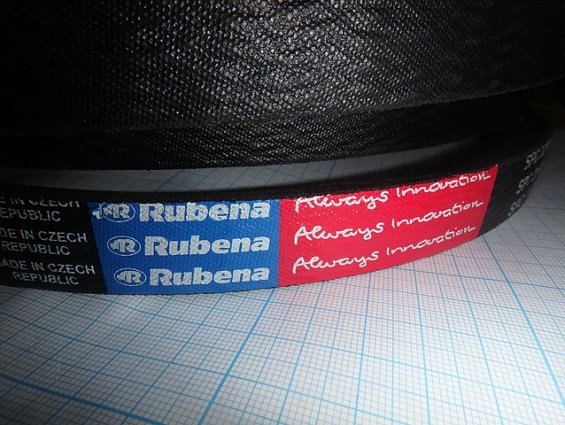 MADE IN CZECH
REPUBLIC
MADE IN CZECH
REPUBLIC
MADE IN CZECH
REPUBLIC
R Rubena
R Rubena
R Rubena
Always Innovation
Always Innovation
Always Innovation